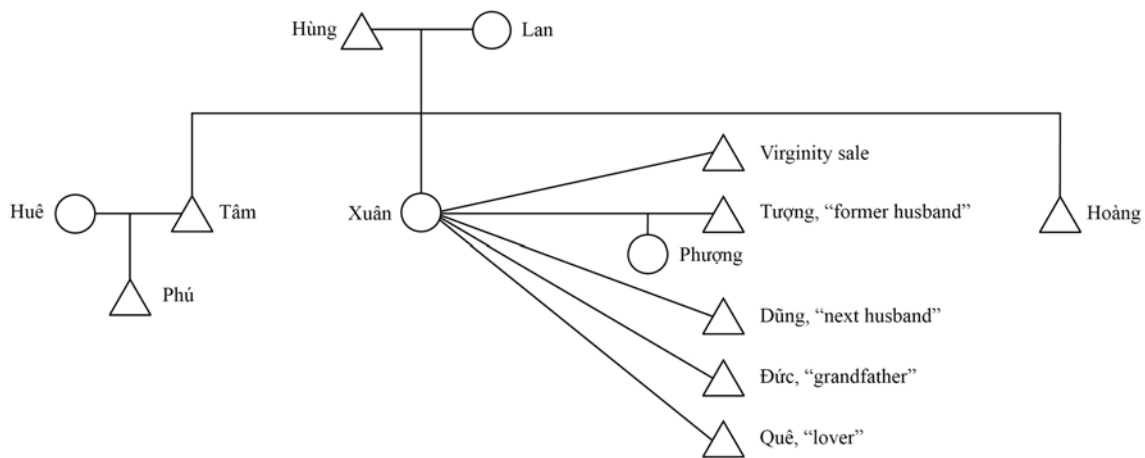 Hùng
Lan
Virginity sale
Huê
Tâm
Xuân
Tượng, “former husband”
Hoàng
Phượng
Phú
Dũng, “next husband”
Đức, “grandfather”
Quê, “lover”